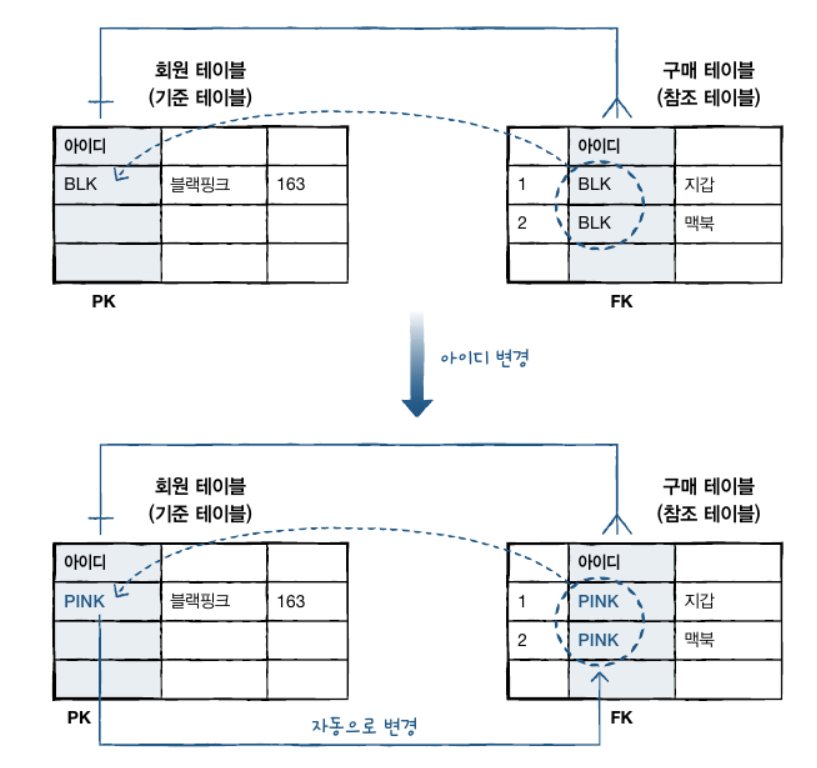 회원 테이블
(기준 테이블)
구매 테이블
(참조 테이블)
아이디
BLK 블랙핑크 163
PK
아이디
1 BLK 지갑
2 BLK 맥북
FK
아이디 변경
회원 테이블
(기준 테이블)
구매 테이블
(참조 테이블)
아이디
PINK 블랙핑크 163
PK
아이디
1 PINK 지갑
2 PINK 맥북
FK
자동으로 변경